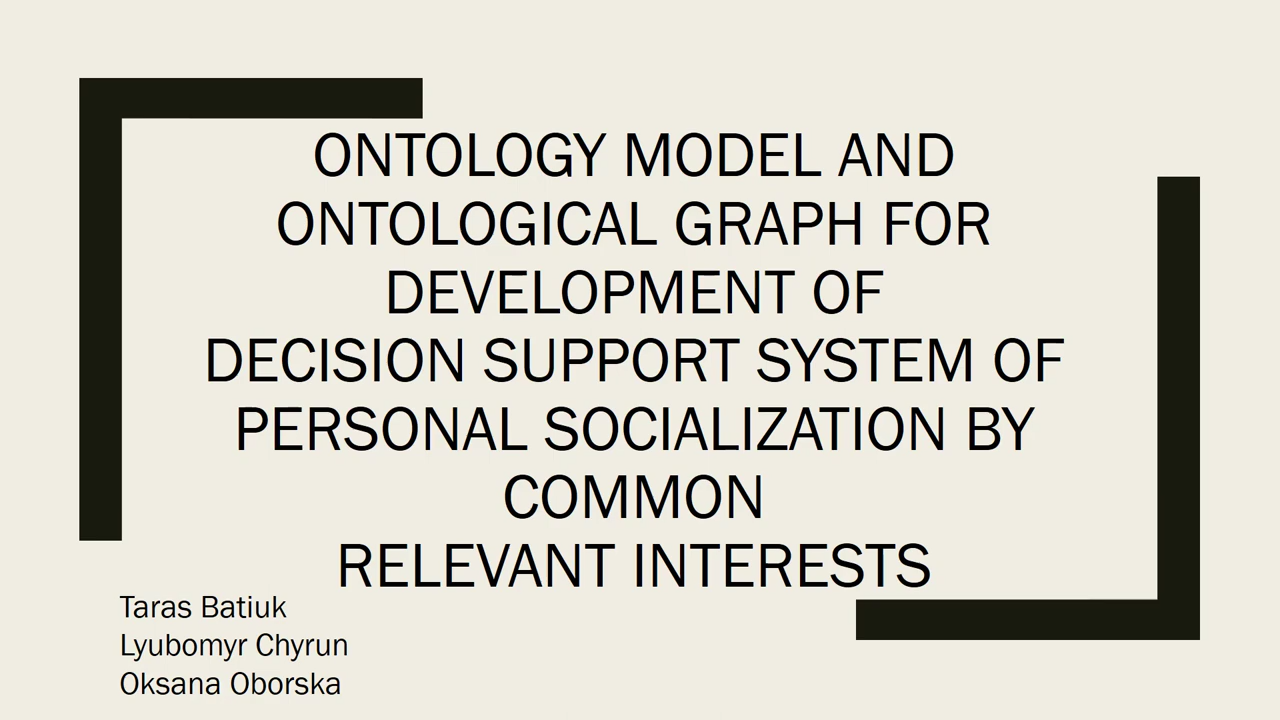 ONTOLOGY MODEL AND
ONTOLOGICAL GRAPH FOR
DEVELOPMENT OF
DECISION SUPPORT SYSTEM OF
PERSONAL SOCIALIZATION BY
COMMON
RELEVANT INTERESTS
Taras Batiuk
Lyubomyr Chyrun
Oksana Oborska